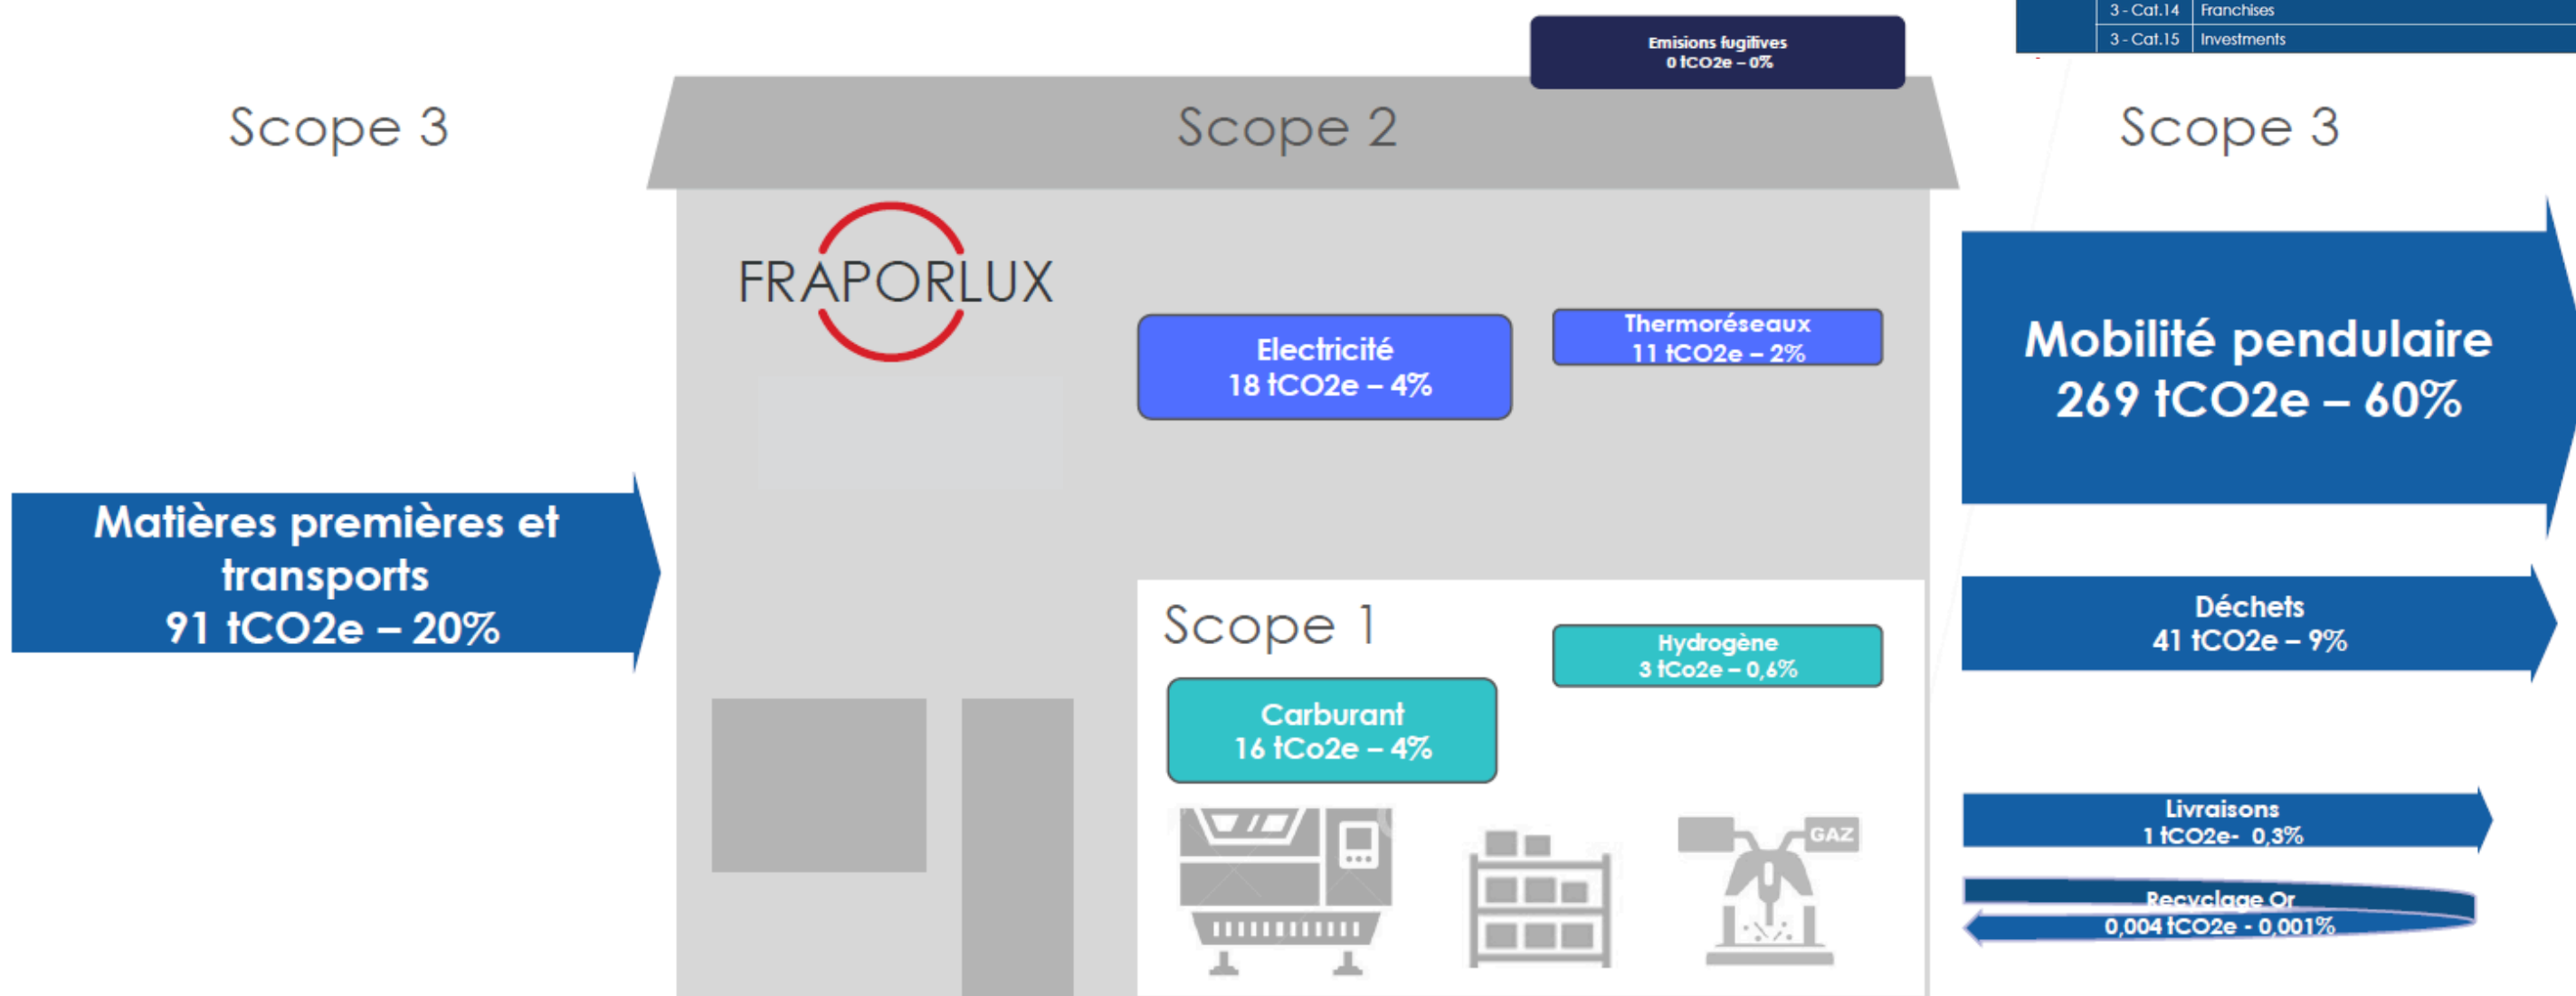 3 - Cat.14 Franchises
3 - Cat.15 Investments
Emisions fugitives
0 tCO2e – 0%
Scope 3
Scope 2
Scope 3
FRAPORLUX
Electricité
18 tCO2e – 4%
Thermoréseaux
11 tCO2e – 2%
Mobilité pendulaire
269 tCO2e – 60%
Matières premières et
transports
91 tCO2e – 20%
Scope 1
Hydrogène
3 tCo2e – 0,6%
Carburant
16 tCo2e – 4%
GAZ
Déchets
41 tCO2e – 9%
Livraisons
1 tCO2e- 0,3%
Recyclage Or
0,004 tCO2e - 0,001%